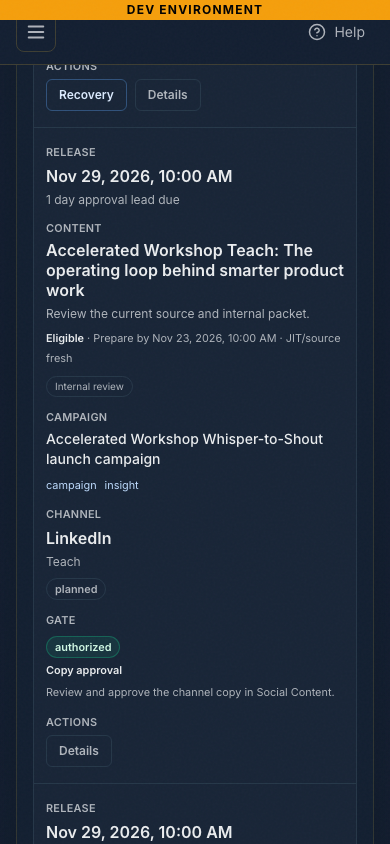 DEV ENVIRONMENT
Help
ACTIONS
Recovery
Details
RELEASE
Nov 29, 2026, 10:00 AM
1 day approval lead due
CONTENT
Accelerated Workshop Teach: The
operating loop behind smarter product
work
Review the current source and internal packet.
Eligible · Prepare by Nov 23, 2026, 10:00 AM · JIT/source
fresh
Internal review
CAMPAIGN
Accelerated Workshop Whisper-to-Shout
launch campaign
campaign insight
CHANNEL
LinkedIn
Teach
planned
GATE
authorized
Copy approval
Review and approve the channel copy in Social Content.
ACTIONS
Details
RELEASE
Nov 29, 2026, 10:00 AM